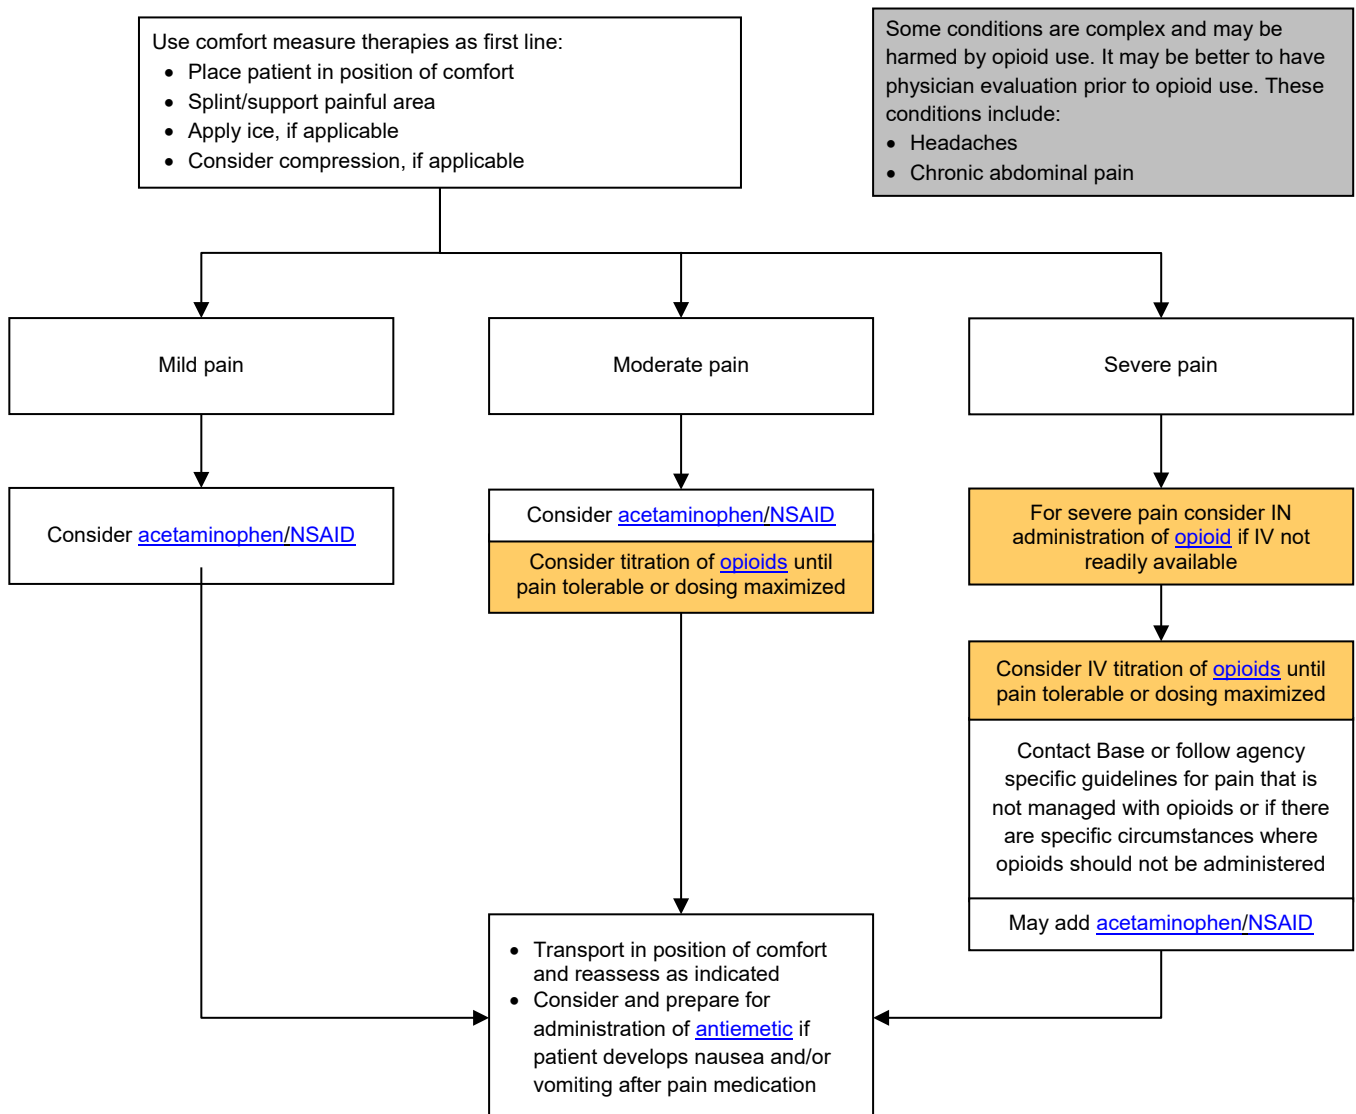 Use comfort measure therapies as first line:
• Place patient in position of comfort
• Splint/support painful area
• Apply ice, if applicable
• Consider compression, if applicable
Some conditions are complex and may be
harmed by opioid use. It may be better to have
physician evaluation prior to opioid use. These
conditions include:
• Headaches
• Chronic abdominal pain
Mild pain
Moderate pain
Severe pain
Consider acetaminophen/NSAID
Consider acetaminophen/NSAID
Consider titration of opioids until
pain tolerable or dosing maximized
For severe pain consider IN
administration of opioid if IV not
readily available
Consider IV titration of opioids until
pain tolerable or dosing maximized
Contact Base or follow agency
specific guidelines for pain that is
not managed with opioids or if there
are specific circumstances where
opioids should not be administered
May add acetaminophen/NSAID
• Transport in position of comfort
and reassess as indicated
• Consider and prepare for
administration of antiemetic if
patient develops nausea and/or
vomiting after pain medication